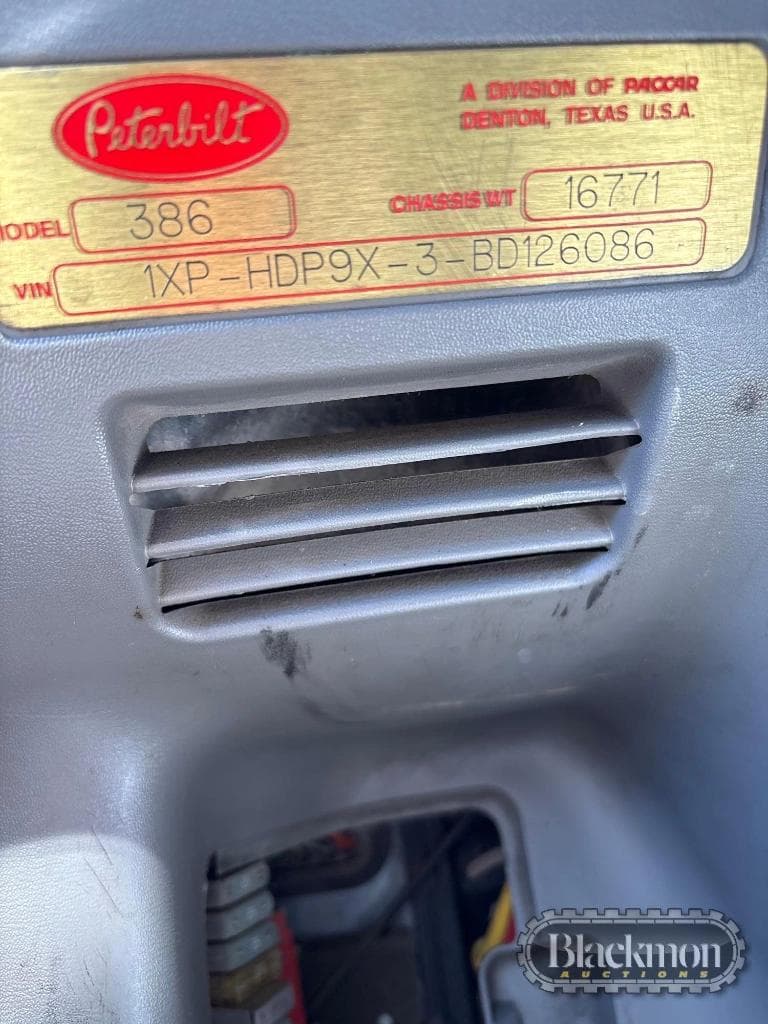 Peterbilt
A DIVISION OF PACCAR
DENTON, TEXAS U.S.A.
MODEL 386
CHASSIS WT 16771
VIN 1XP-HDP9X-3-BD126086
Blackmon
AUCTIONS